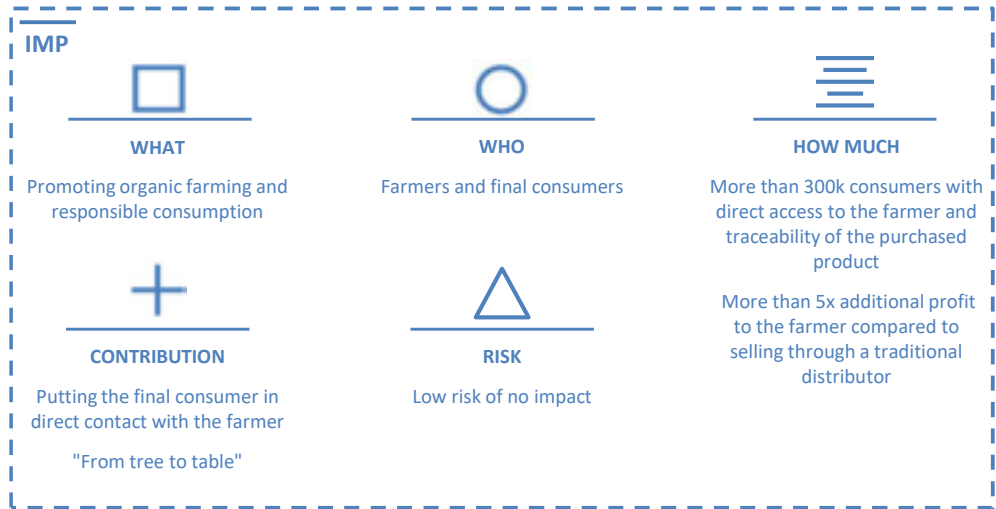 IMP
WHAT
Promoting organic farming and
responsible consumption
WHO
Farmers and final consumers
HOW MUCH
More than 300k consumers with
direct access to the farmer and
traceability of the purchased
product
More than 5x additional profit
to the farmer compared to
selling through a traditional
distributor
CONTRIBUTION
Putting the final consumer in
direct contact with the farmer
"From tree to table"
RISK
Low risk of no impact